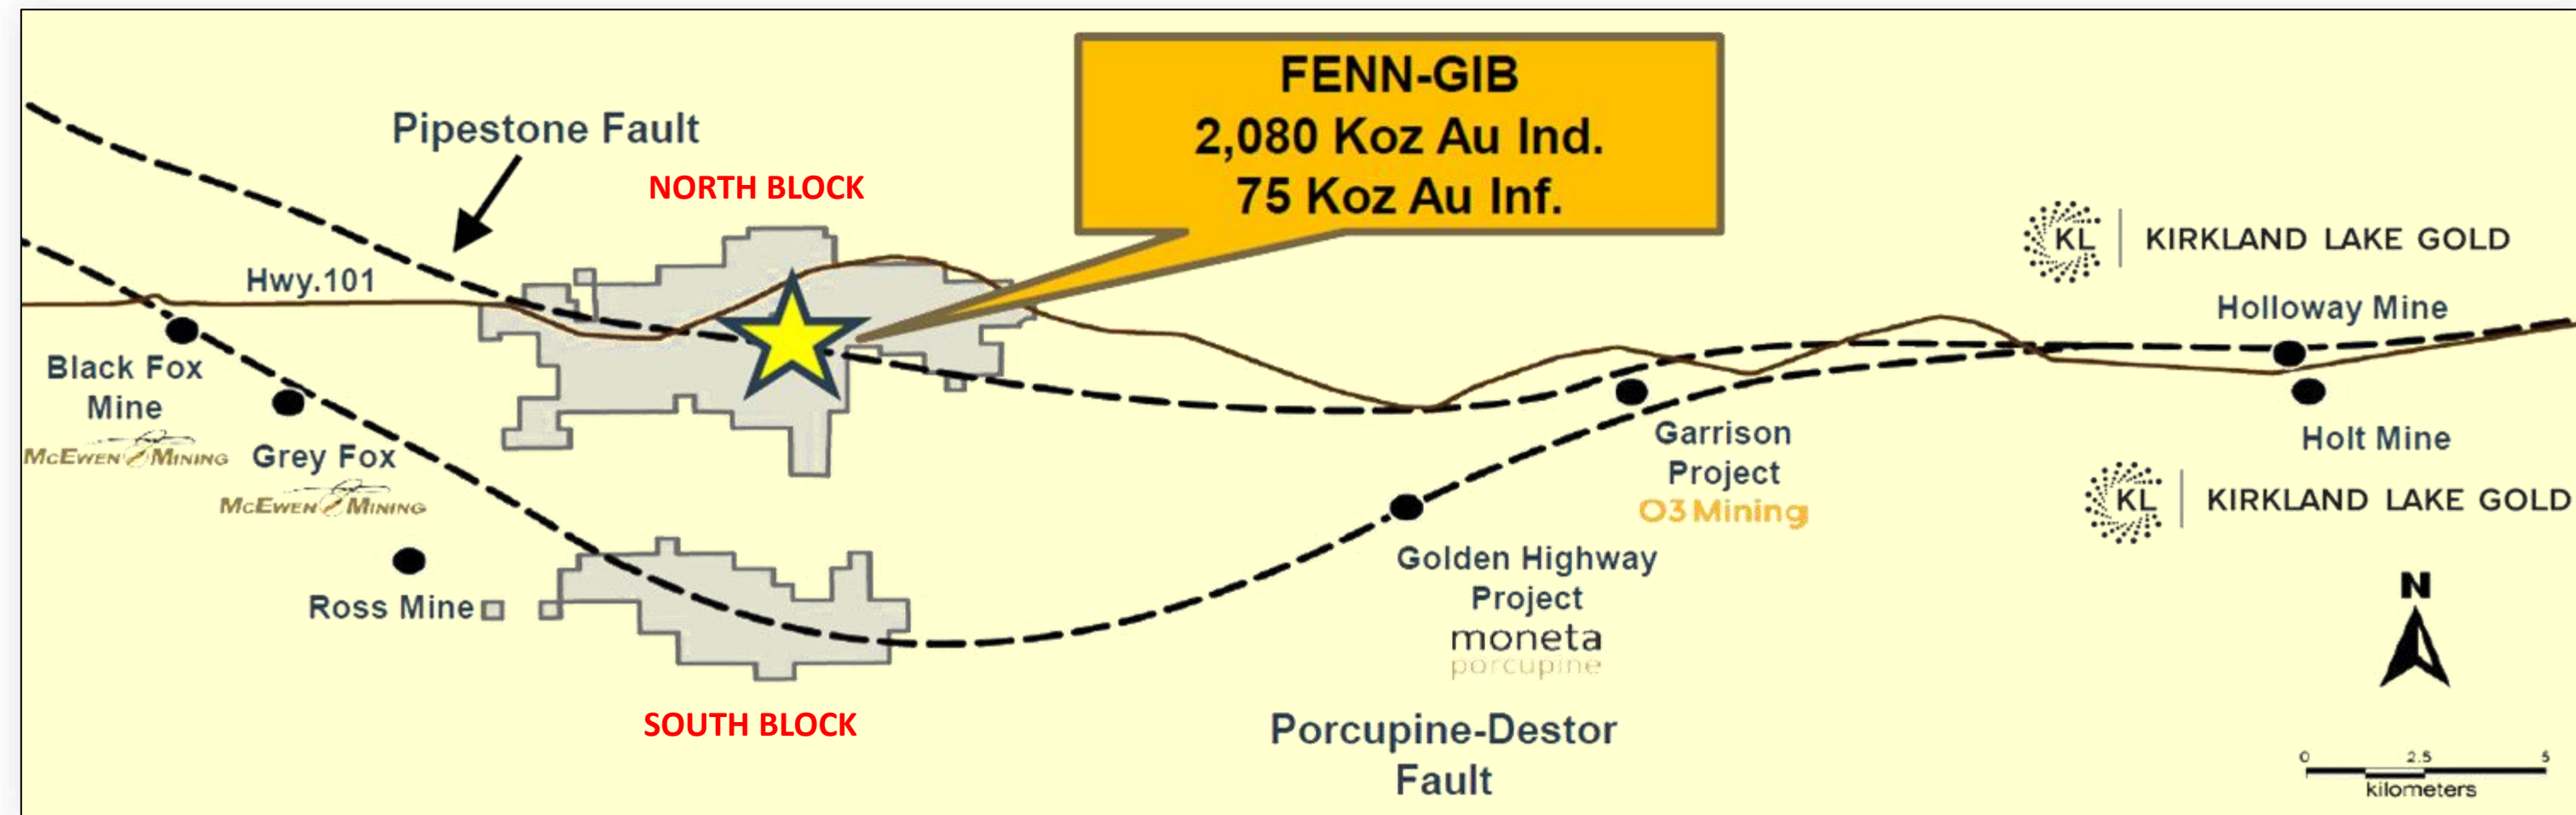 FENN-GIB
2,080 Koz Au Ind.
75 Koz Au Inf.
Pipestone Fault
NORTH BLOCK
KL
KIRKLAND LAKE GOLD
Hwy.101
Holloway Mine
Black Fox
Mine
McEWEN MINING
Grey Fox
McEWEN MINING
Garrison
Project
O3 Mining
Holt Mine
KL
KIRKLAND LAKE GOLD
Golden Highway
Project
moneta
porcupine
Ross Mine
N
SOUTH BLOCK
Porcupine-Destor
Fault
0 2.5 5
kilometers